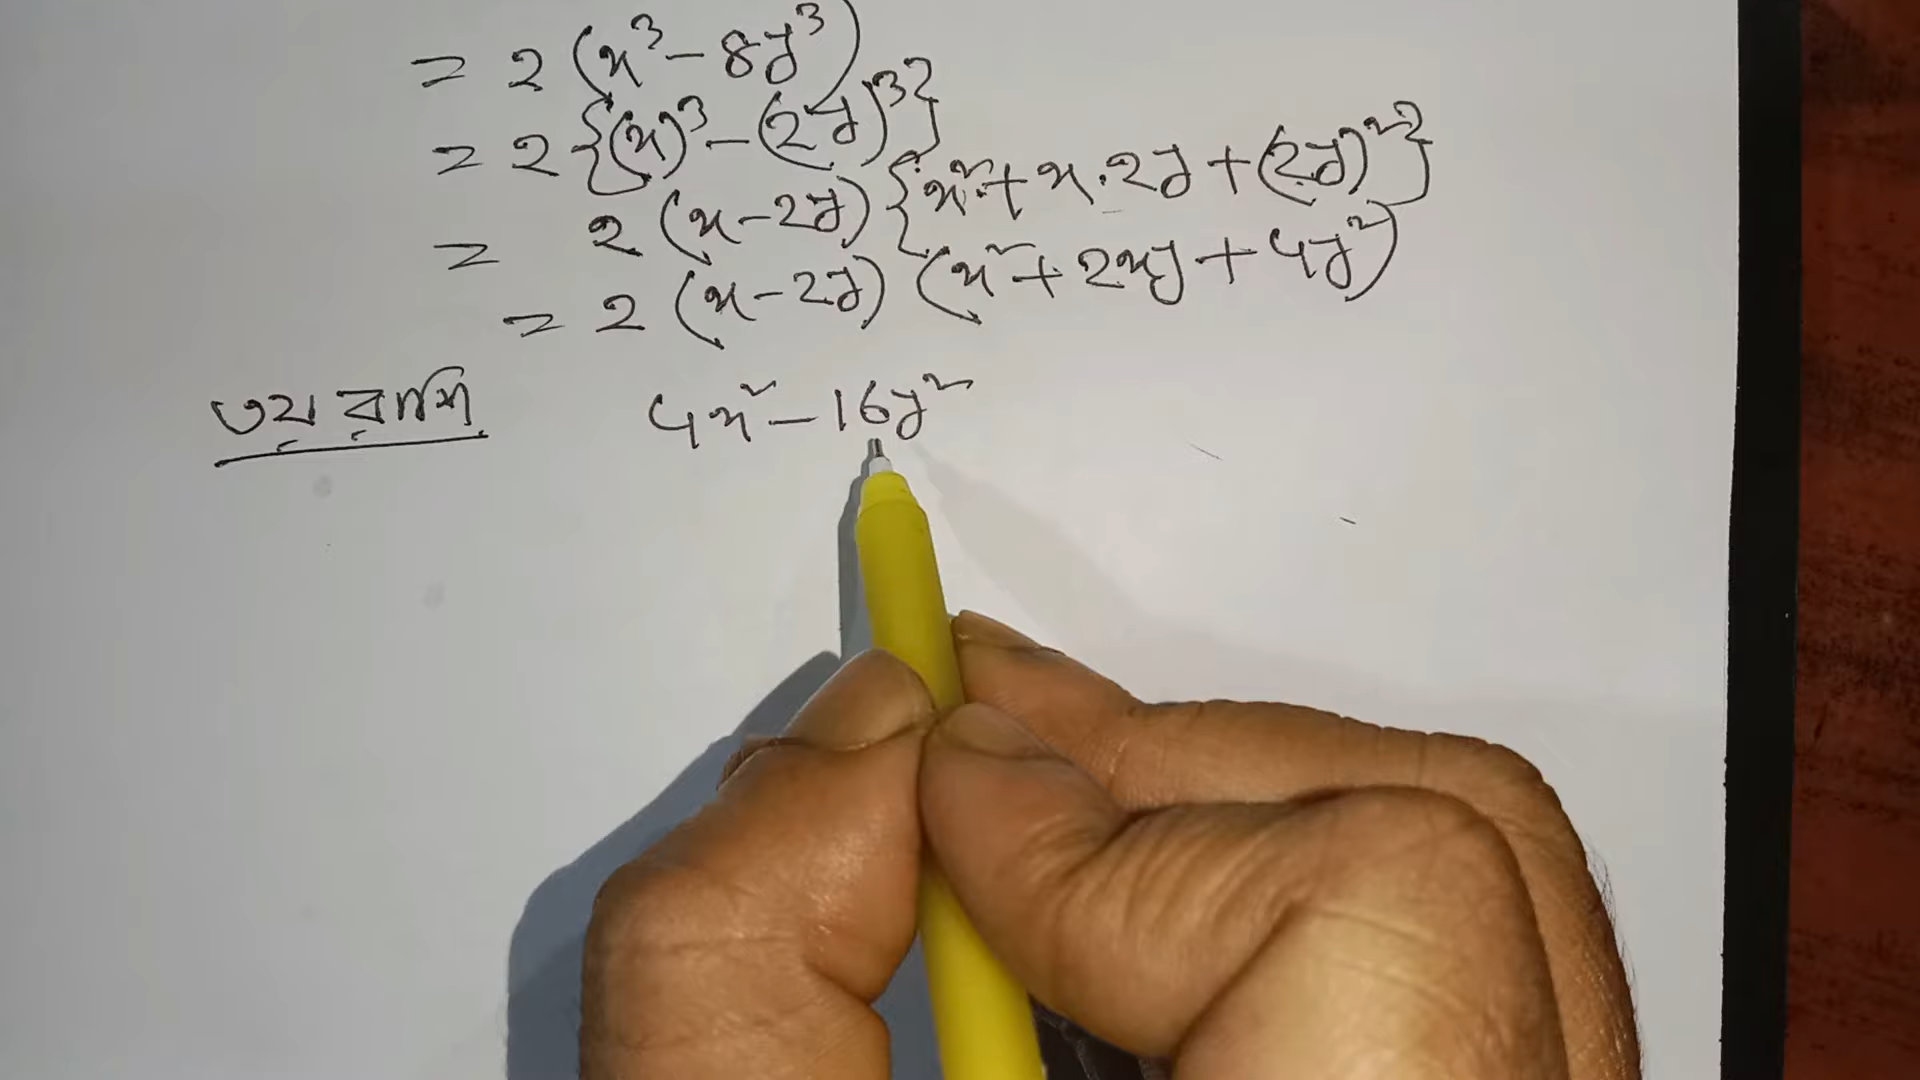 = 2 (x³ - 8y³)
= 2 {(x)³ - (2y)³}
= 2 (x - 2y) {x² + x.2y + (2y)²}
= 2 (x - 2y) (x² + 2xy + 4y²)
৩য় রাশি 4x² - 16y²